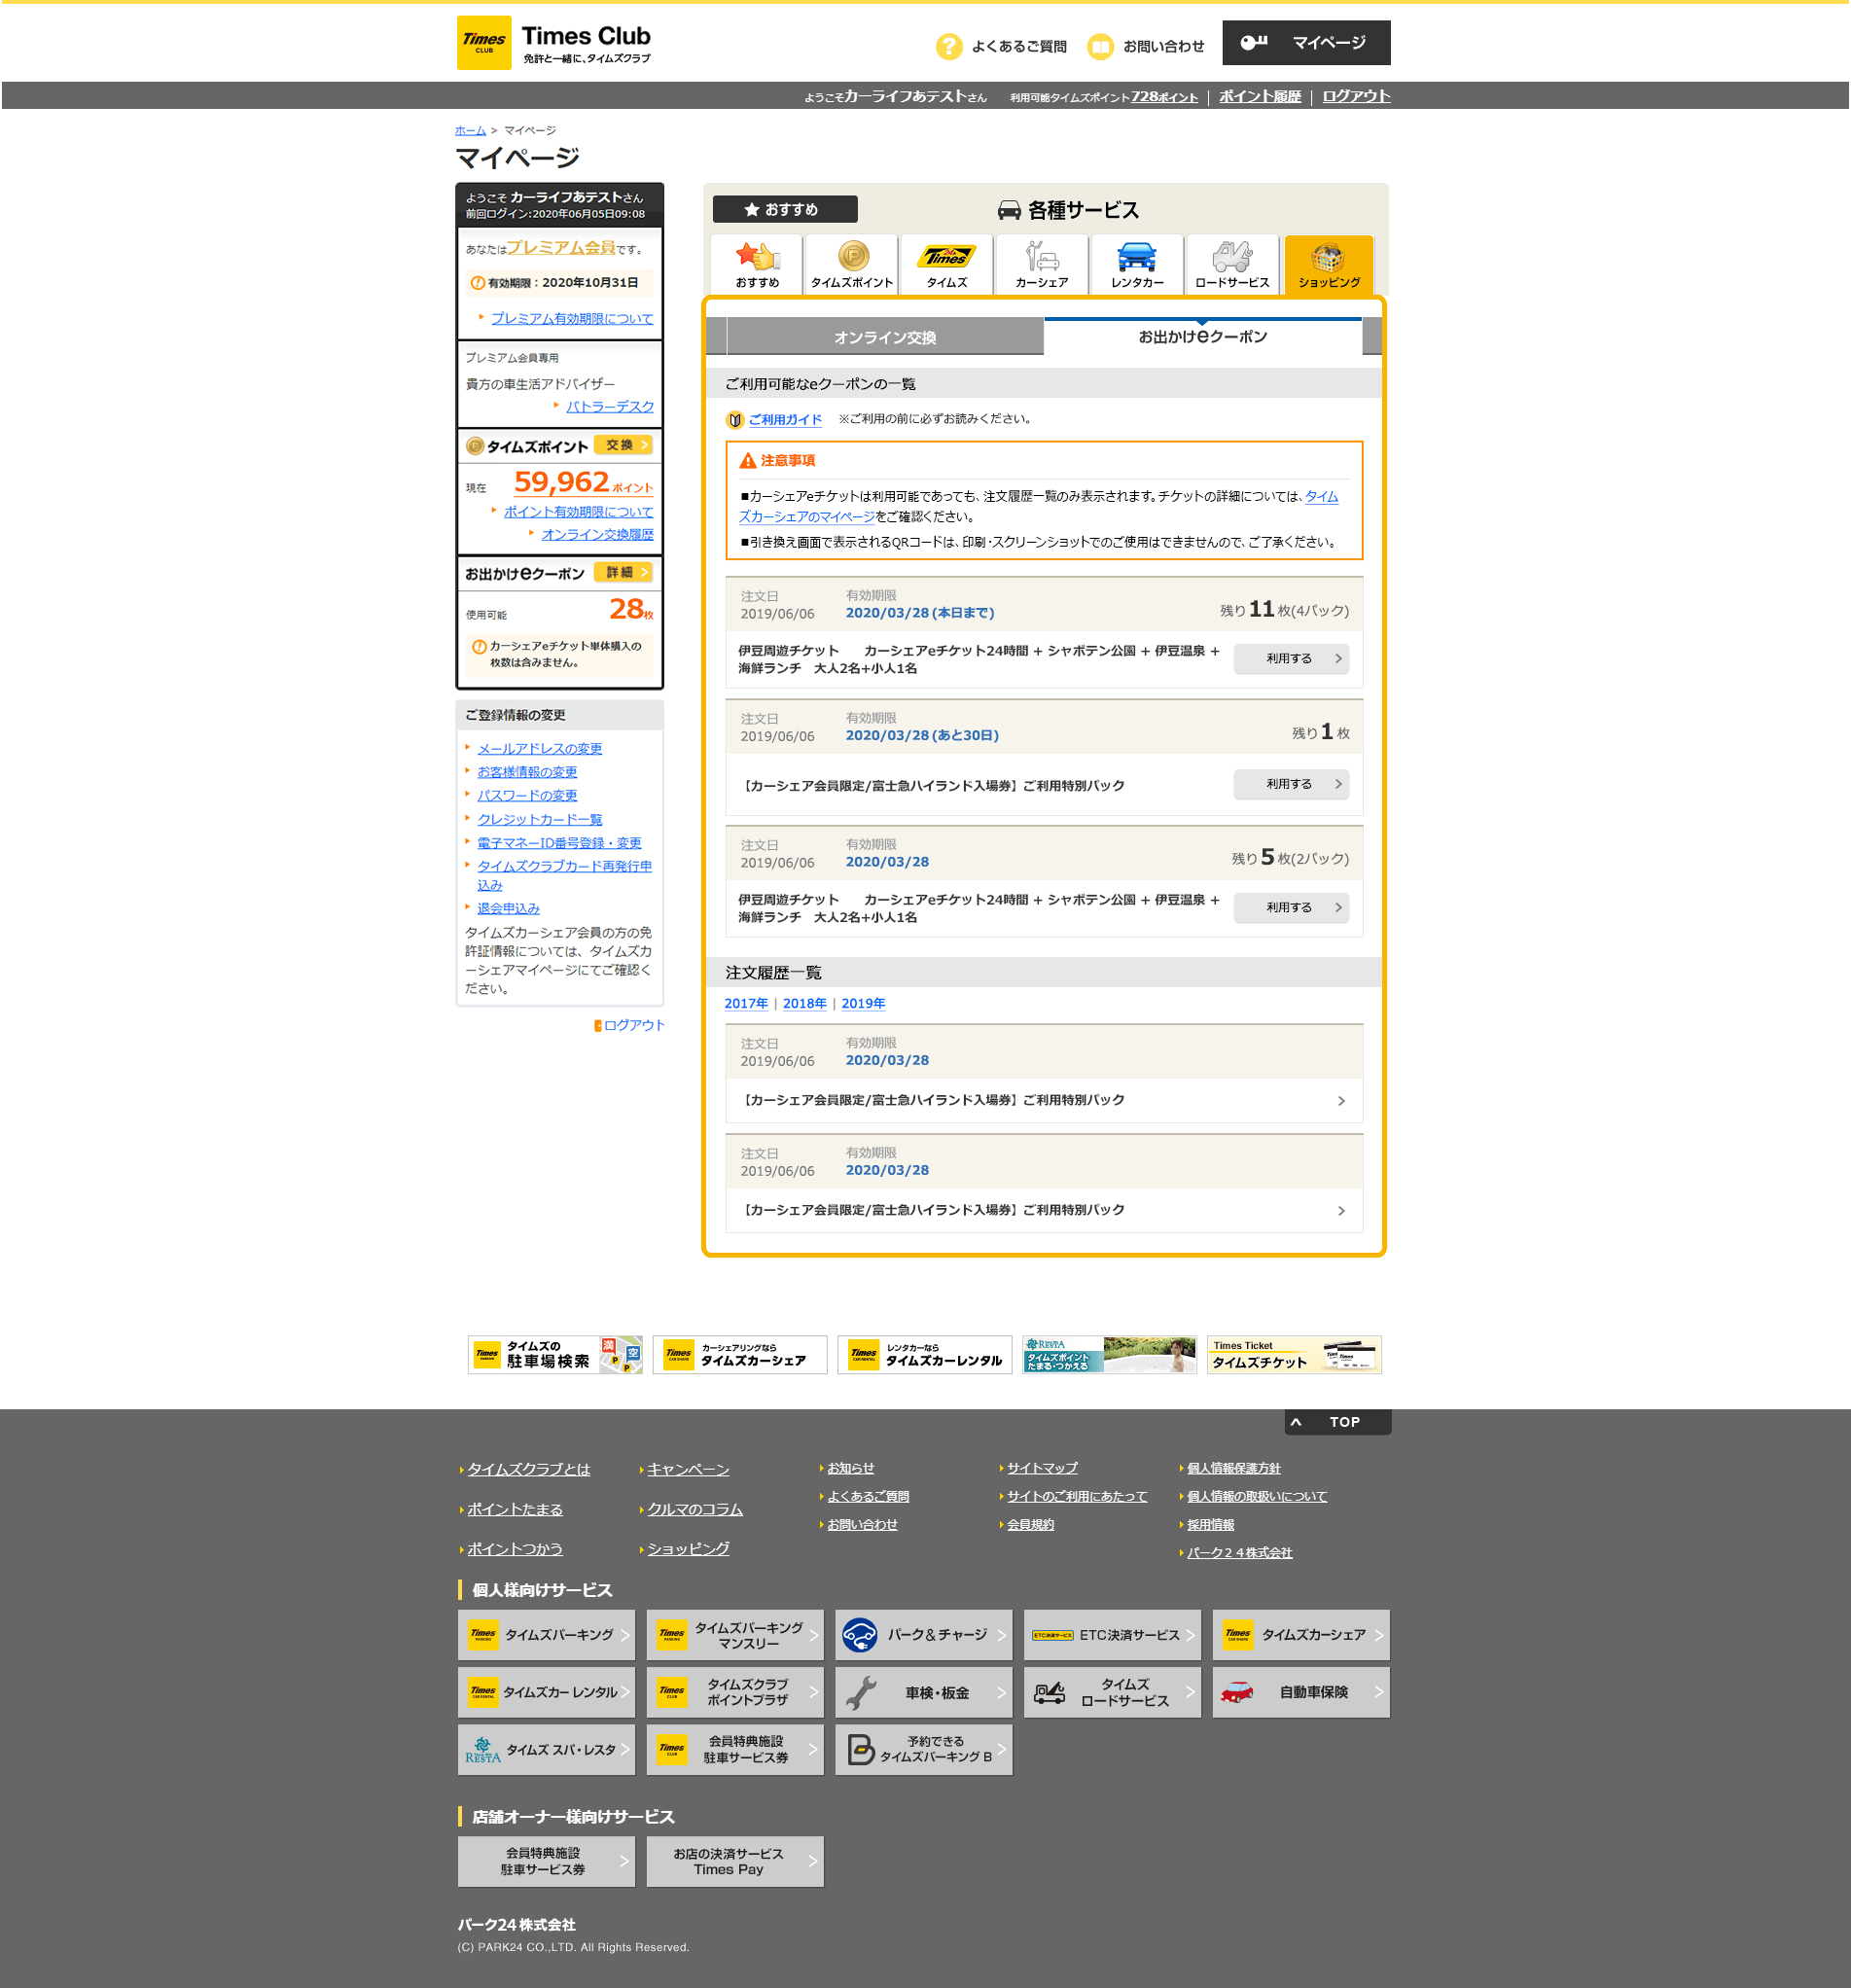 Times CLUB
Times Club
免許と一緒に、タイムズクラブ
よくあるご質問
お問い合わせ
マイページ
ようこそカーライフあテストさん 利用可能タイムズポイント728ポイント ポイント履歴 ログアウト
ホーム > マイページ
マイページ
ようこそ カーライフあテストさん
前回ログイン:2020年06月05日09:08
あなたはプレミアム会員です。
有効期限：2020年10月31日
プレミアム有効期限について
プレミアム会員専用
貴方の車生活アドバイザー
バトラーデスク
タイムズポイント 交換
現在 59,962ポイント
ポイント有効期限について
オンライン交換履歴
お出かけeクーポン 詳細
使用可能 28枚
カーシェアeチケット単体購入の
枚数は含みません。
ご登録情報の変更
メールアドレスの変更
お客様情報の変更
パスワードの変更
クレジットカード一覧
電子マネーID番号登録・変更
タイムズクラブカード再発行申
込み
退会申込み
タイムズカーシェア会員の方の免
許証情報については、タイムズカ
ーシェアマイページにてご確認く
ださい。
ログアウト
おすすめ
各種サービス
おすすめ タイムズポイント タイムズ カーシェア レンタカー ロードサービス ショッピング
オンライン交換 お出かけeクーポン
ご利用可能なeクーポンの一覧
ご利用ガイド ※ご利用の前に必ずお読みください。
注意事項
■カーシェアeチケットは利用可能であっても、注文履歴一覧のみ表示されます。チケットの詳細については、タイム
ズカーシェアのマイページをご確認ください。
■引き換え画面で表示されるQRコードは、印刷・スクリーンショットでのご使用はできませんので、ご了承ください。
注文日 有効期限
2019/06/06 2020/03/28 (本日まで) 残り11枚(4パック)
伊豆周遊チケット　カーシェアeチケット24時間 + シャボテン公園 + 伊豆温泉 +
海鮮ランチ　大人2名+小人1名
利用する
注文日 有効期限
2019/06/06 2020/03/28 (あと30日) 残り1枚
【カーシェア会員限定/富士急ハイランド入場券】ご利用特別パック
利用する
注文日 有効期限
2019/06/06 2020/03/28 残り5枚(2パック)
伊豆周遊チケット　カーシェアeチケット24時間 + シャボテン公園 + 伊豆温泉 +
海鮮ランチ　大人2名+小人1名
利用する
注文履歴一覧
2017年 | 2018年 | 2019年
注文日 有効期限
2019/06/06 2020/03/28
【カーシェア会員限定/富士急ハイランド入場券】ご利用特別パック
注文日 有効期限
2019/06/06 2020/03/28
【カーシェア会員限定/富士急ハイランド入場券】ご利用特別パック
Times タイムズの 駐車場検索 満 空 P P
Times カーシェアリングなら タイムズカーシェア
Times レンタカーなら タイムズカーレンタル
RESTA タイムズポイント たまる・つかえる
Times Ticket タイムズチケット
TOP
タイムズクラブとは
ポイントたまる
ポイントつかう
キャンペーン
クルマのコラム
ショッピング
お知らせ
よくあるご質問
お問い合わせ
サイトマップ
サイトのご利用にあたって
会員規約
個人情報保護方針
個人情報の取扱いについて
採用情報
パーク２４株式会社
個人様向けサービス
Times タイムズパーキング
Times タイムズパーキング マンスリー
パーク＆チャージ
ETC決済サービス ETC決済サービス
Times タイムズカーシェア
Times タイムズカー レンタル
Times タイムズクラブ ポイントプラザ
車検・板金
タイムズ ロードサービス
自動車保険
RESTA タイムズ スパ・レスタ
Times 会員特典施設 駐車サービス券
予約できる タイムズパーキング B
店舗オーナー様向けサービス
会員特典施設 駐車サービス券
お店の決済サービス Times Pay
パーク24株式会社
(C) PARK24 CO.,LTD. All Rights Reserved.